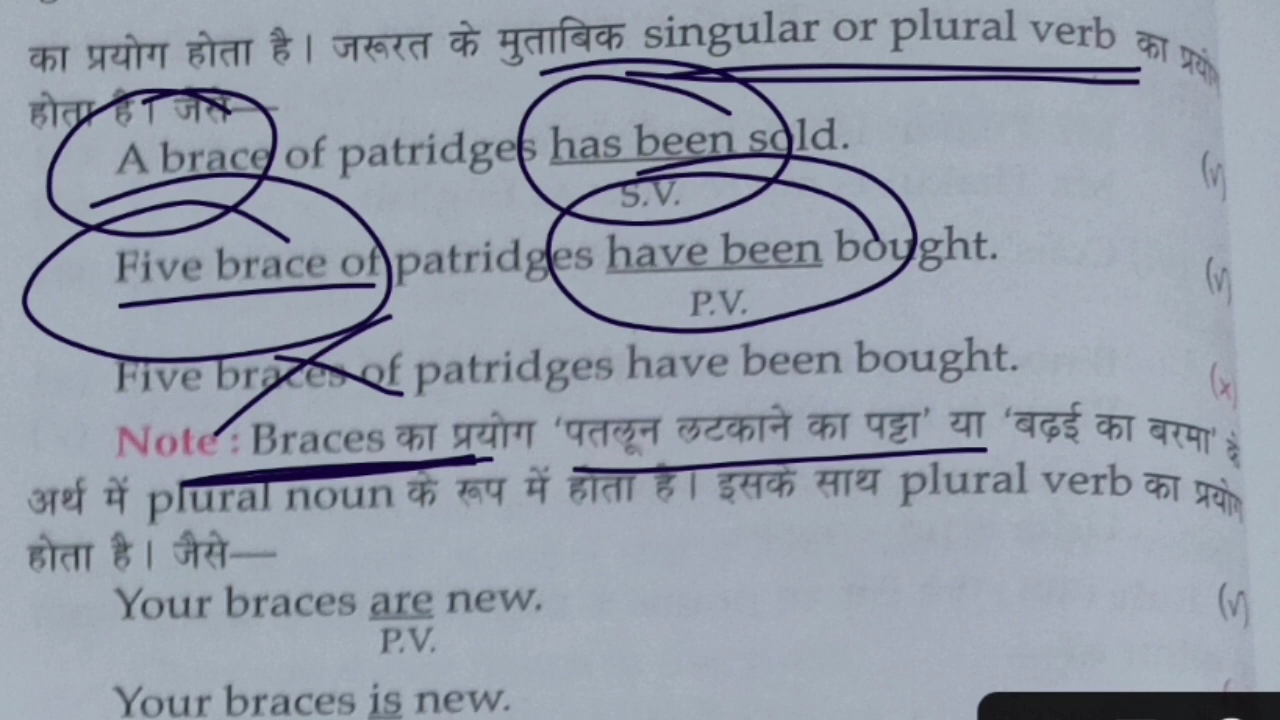 का प्रयोग होता है। जरूरत के मुताबिक singular or plural verb का प्रयोग
होता है। जैसे—
A brace of patridges has been sold. (√)
S.V.
Five brace of patridges have been bought. (√)
P.V.
Five braces of patridges have been bought. (×)
Note : Braces का प्रयोग ‘पतलून लटकाने का पट्टा’ या ‘बढ़ई का बरमा’ के
अर्थ में plural noun के रूप में होता है। इसके साथ plural verb का प्रयोग
होता है। जैसे—
Your braces are new. (√)
P.V.
Your braces is new.